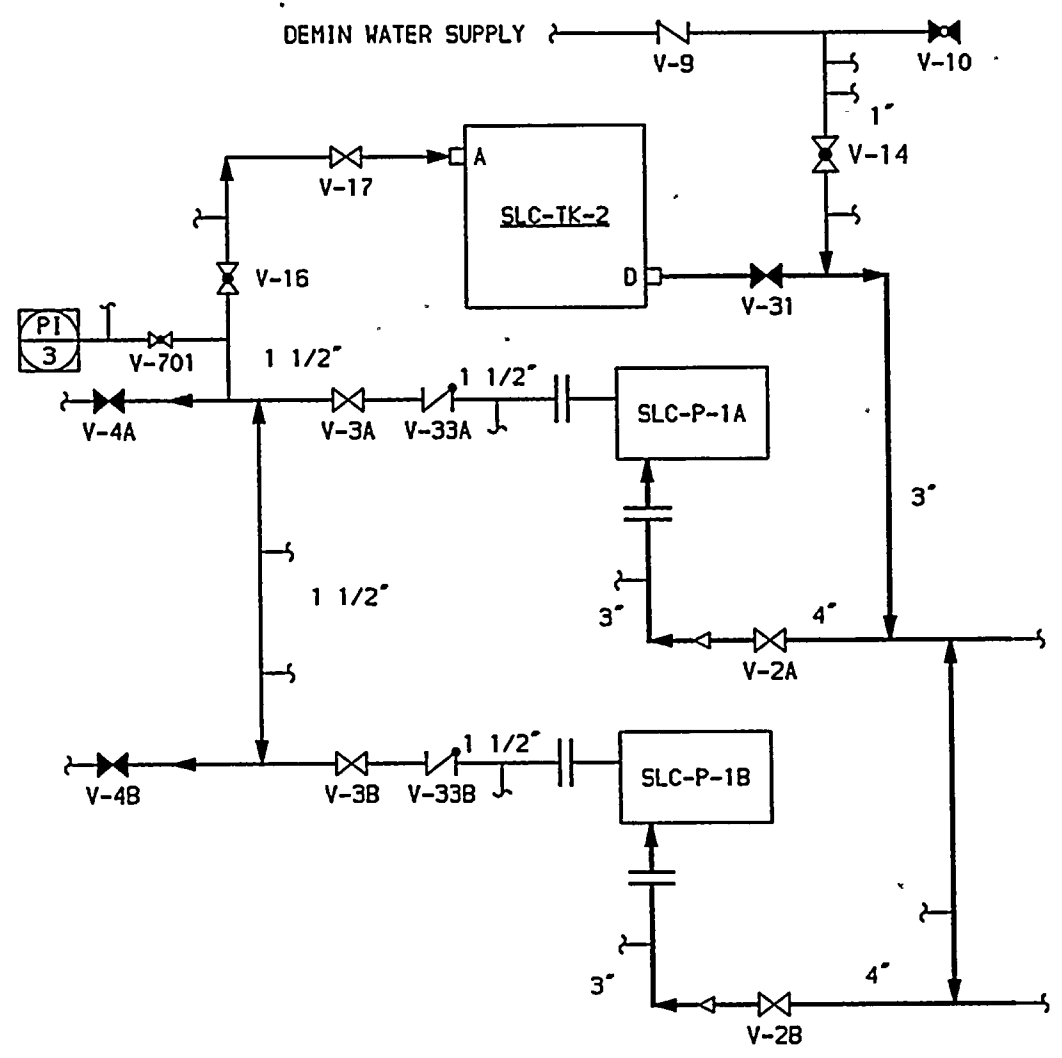 DEMIN WATER SUPPLY
V-9
V-10
1"
V-14
A
V-17
SLC-TK-2
V-16
D
V-31
PI
3
V-701
1 1/2"
1 1/2"
SLC-P-1A
V-4A
V-3A
V-33A
3"
1 1/2"
3"
4"
V-2A
1 1/2"
SLC-P-1B
V-4B
V-3B
V-33B
3"
4"
V-2B